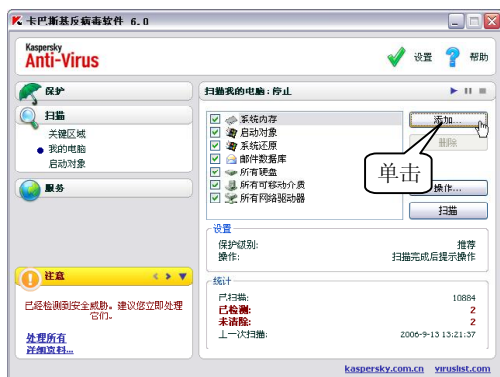 卡巴斯基反病毒软件 6.0
Kaspersky
Anti-Virus
设置
帮助
保护
扫描
关键区域
我的电脑
启动对象
服务
注意
已经检测到安全威胁。建议您立即处理
它们。
处理所有
详细资料...
扫描我的电脑 : 停止
系统内存
启动对象
系统还原
邮件数据库
所有硬盘
所有可移动介质
所有网络驱动器
添加...
删除
单击
操作...
扫描
设置
保护级别: 推荐
操作: 扫描完成后提示操作
统计
已扫描: 10884
已检测: 2
未清除: 2
上一次扫描: 2006-9-13 13:21:37
kaspersky.com.cn viruslist.com